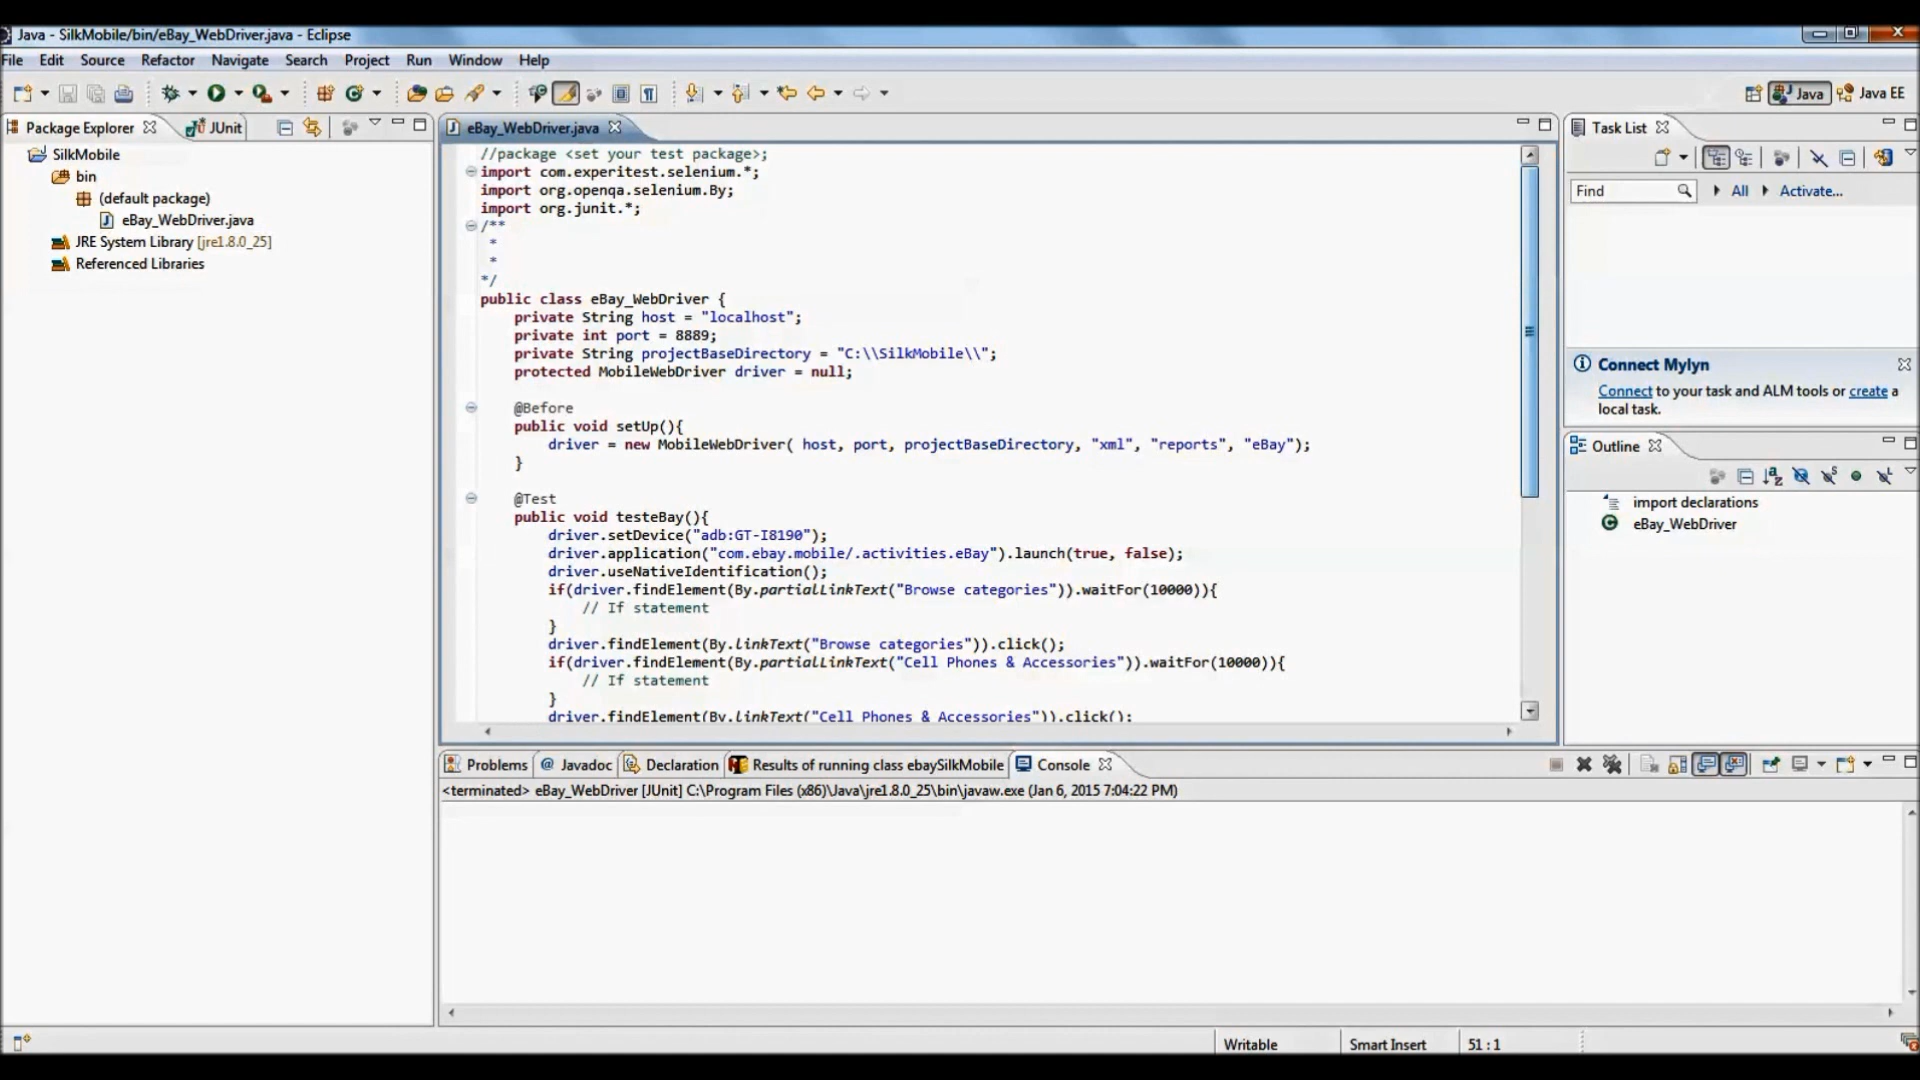 Java - SilkMobile/bin/eBay_WebDriver.java - Eclipse
File Edit Source Refactor Navigate Search Project Run Window Help
Java Java EE
Package Explorer JUnit
SilkMobile
bin
(default package)
eBay_WebDriver.java
JRE System Library [jre1.8.0_25]
Referenced Libraries
eBay_WebDriver.java
//package <set your test package>;
import com.experitest.selenium.*;
import org.openqa.selenium.By;
import org.junit.*;
/**
*
*
*/
public class eBay_WebDriver {
private String host = "localhost";
private int port = 8889;
private String projectBaseDirectory = "C:\\SilkMobile\\";
protected MobileWebDriver driver = null;
@Before
public void setUp(){
driver = new MobileWebDriver( host, port, projectBaseDirectory, "xml", "reports", "eBay");
}
@Test
public void testeBay(){
driver.setDevice("adb:GT-I8190");
driver.application("com.ebay.mobile/.activities.eBay").launch(true, false);
driver.useNativeIdentification();
if(driver.findElement(By.partialLinkText("Browse categories")).waitFor(10000)){
// If statement
}
driver.findElement(By.linkText("Browse categories")).click();
if(driver.findElement(By.partialLinkText("Cell Phones & Accessories")).waitFor(10000)){
// If statement
}
driver.findElement(By.linkText("Cell Phones & Accessories")).click();
Task List
Find All Activate...
Connect Mylyn
Connect to your task and ALM tools or create a
local task.
Outline
import declarations
eBay_WebDriver
Problems Javadoc Declaration Results of running class ebaySilkMobile Console
<terminated> eBay_WebDriver [JUnit] C:\Program Files (x86)\Java\jre1.8.0_25\bin\javaw.exe (Jan 6, 2015 7:04:22 PM)
Writable Smart Insert 51 : 1